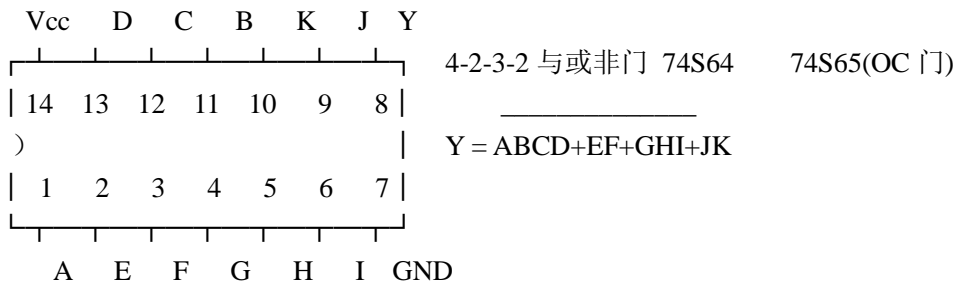 Vcc D C B K J Y
┌┴─┴─┴─┴─┴─┴─┴┐ 4-2-3-2 与或非门 74S64 74S65(OC 门)
│14 13 12 11 10 9 8│ ______________
） │ Y = ABCD+EF+GHI+JK
│ 1 2 3 4 5 6 7│
└┬─┬─┬─┬─┬─┬─┬┘
A E F G H I GND